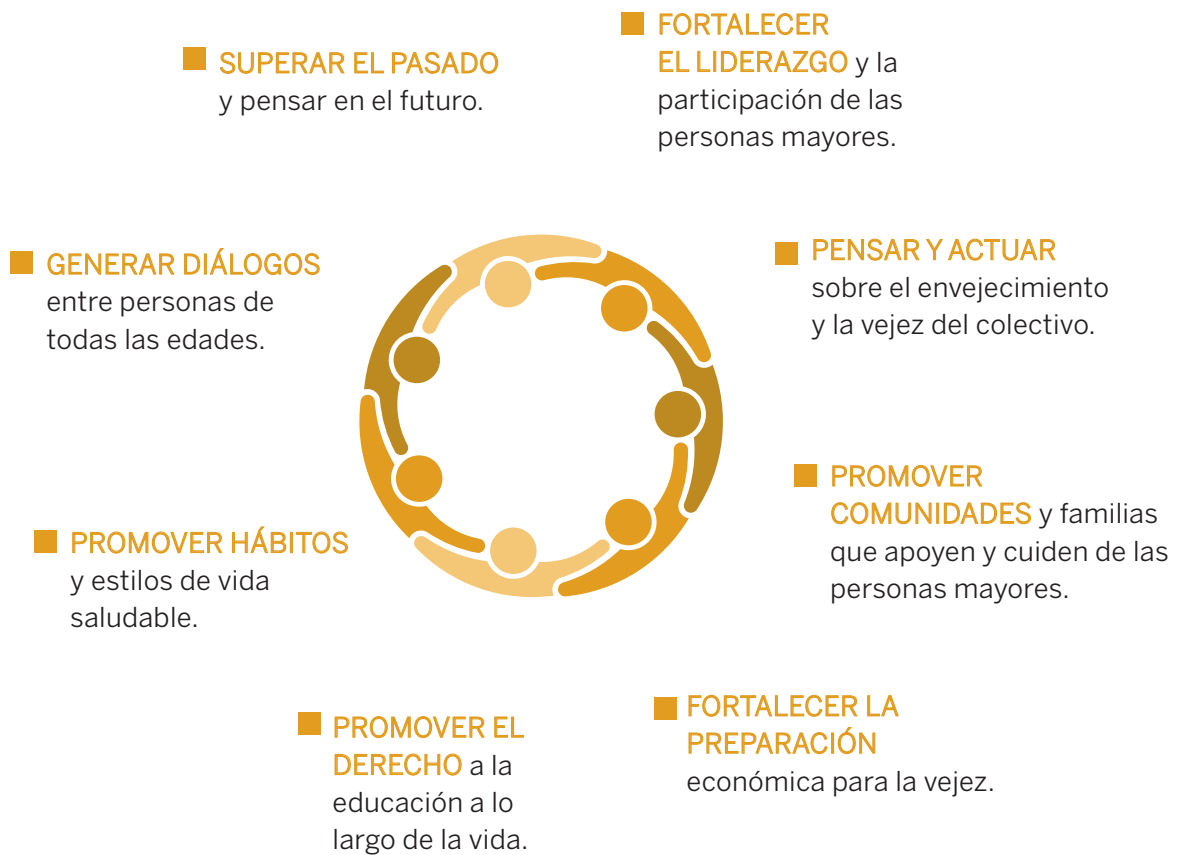 SUPERAR EL PASADO
y pensar en el futuro.
FORTALECER
EL LIDERAZGO y la
participación de las
personas mayores.
GENERAR DIÁLOGOS
entre personas de
todas las edades.
PENSAR Y ACTUAR
sobre el envejecimiento
y la vejez del colectivo.
PROMOVER HÁBITOS
y estilos de vida
saludable.
PROMOVER
COMUNIDADES y familias
que apoyen y cuiden de las
personas mayores.
PROMOVER EL
DERECHO a la
educación a lo
largo de la vida.
FORTALECER LA
PREPARACIÓN
económica para la vejez.